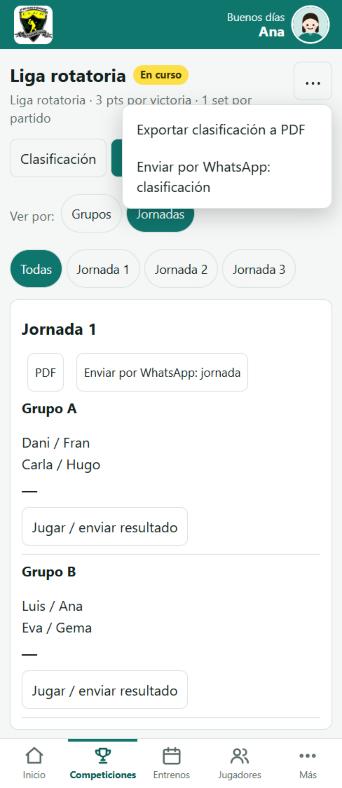 Buenos días
Ana
Liga rotatoria
En curso
...
Liga rotatoria · 3 pts por victoria · 1 set por
partido
Exportar clasificación a PDF
Enviar por WhatsApp:
clasificación
Clasificación
Ver por:
Grupos
Jornadas
Todas
Jornada 1
Jornada 2
Jornada 3
Jornada 1
PDF
Enviar por WhatsApp: jornada
Grupo A
Dani / Fran
Carla / Hugo
—
Jugar / enviar resultado
Grupo B
Luis / Ana
Eva / Gema
—
Jugar / enviar resultado
Inicio
Competiciones
Entrenos
Jugadores
Más